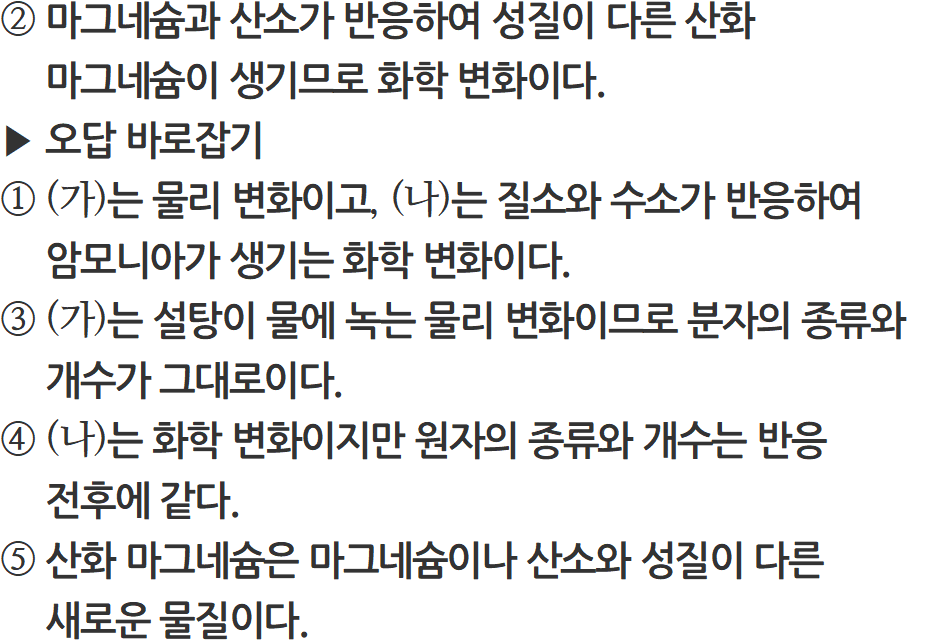 ② 마그네슘과 산소가 반응하여 성질이 다른 산화
마그네슘이 생기므로 화학 변화이다.
▶ 오답 바로잡기
① (가)는 물리 변화이고, (나)는 질소와 수소가 반응하여
암모니아가 생기는 화학 변화이다.
③ (가)는 설탕이 물에 녹는 물리 변화이므로 분자의 종류와
개수가 그대로이다.
④ (나)는 화학 변화이지만 원자의 종류와 개수는 반응
전후에 같다.
⑤ 산화 마그네슘은 마그네슘이나 산소와 성질이 다른
새로운 물질이다.